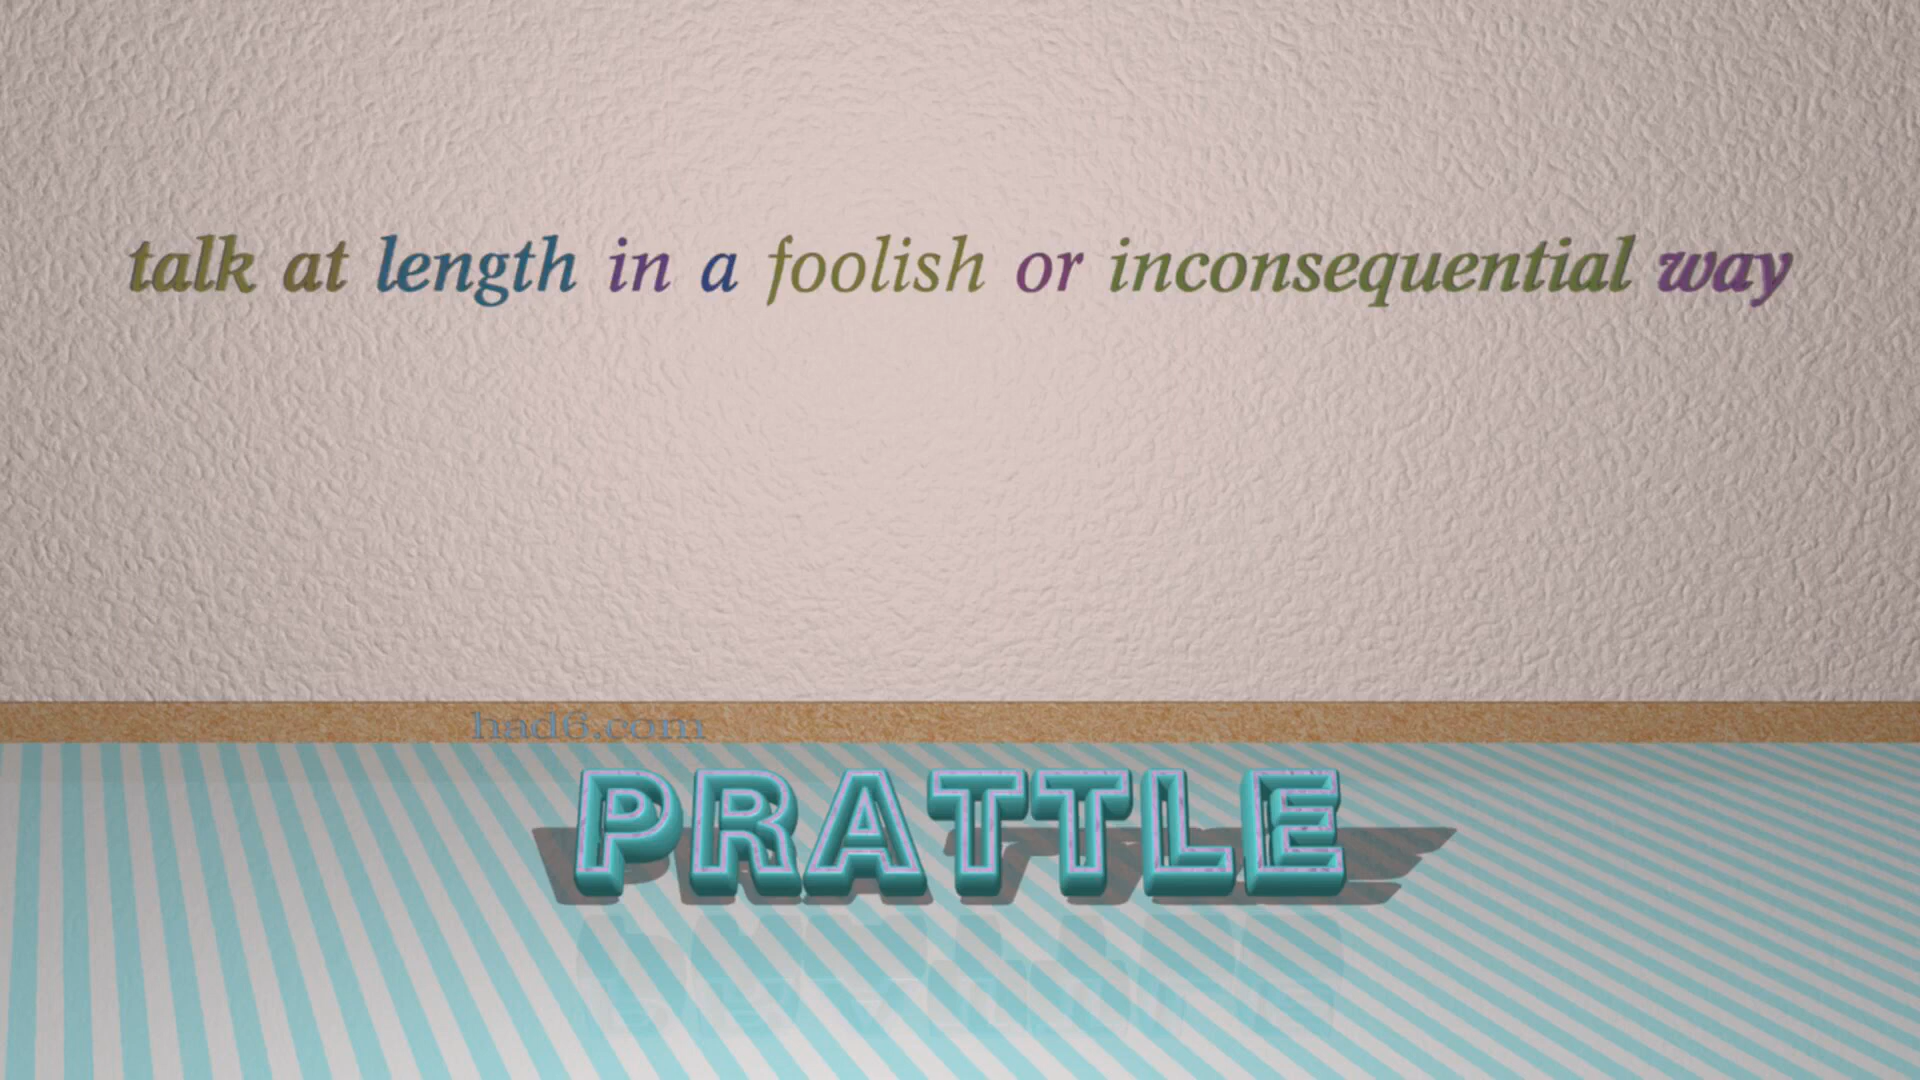 talk at length in a foolish or inconsequential way
had6.com
PRATTLE